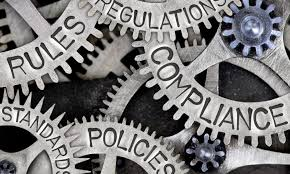 REGULATIONS
RULES
COMPLIANCE
STANDARDS
POLICIES